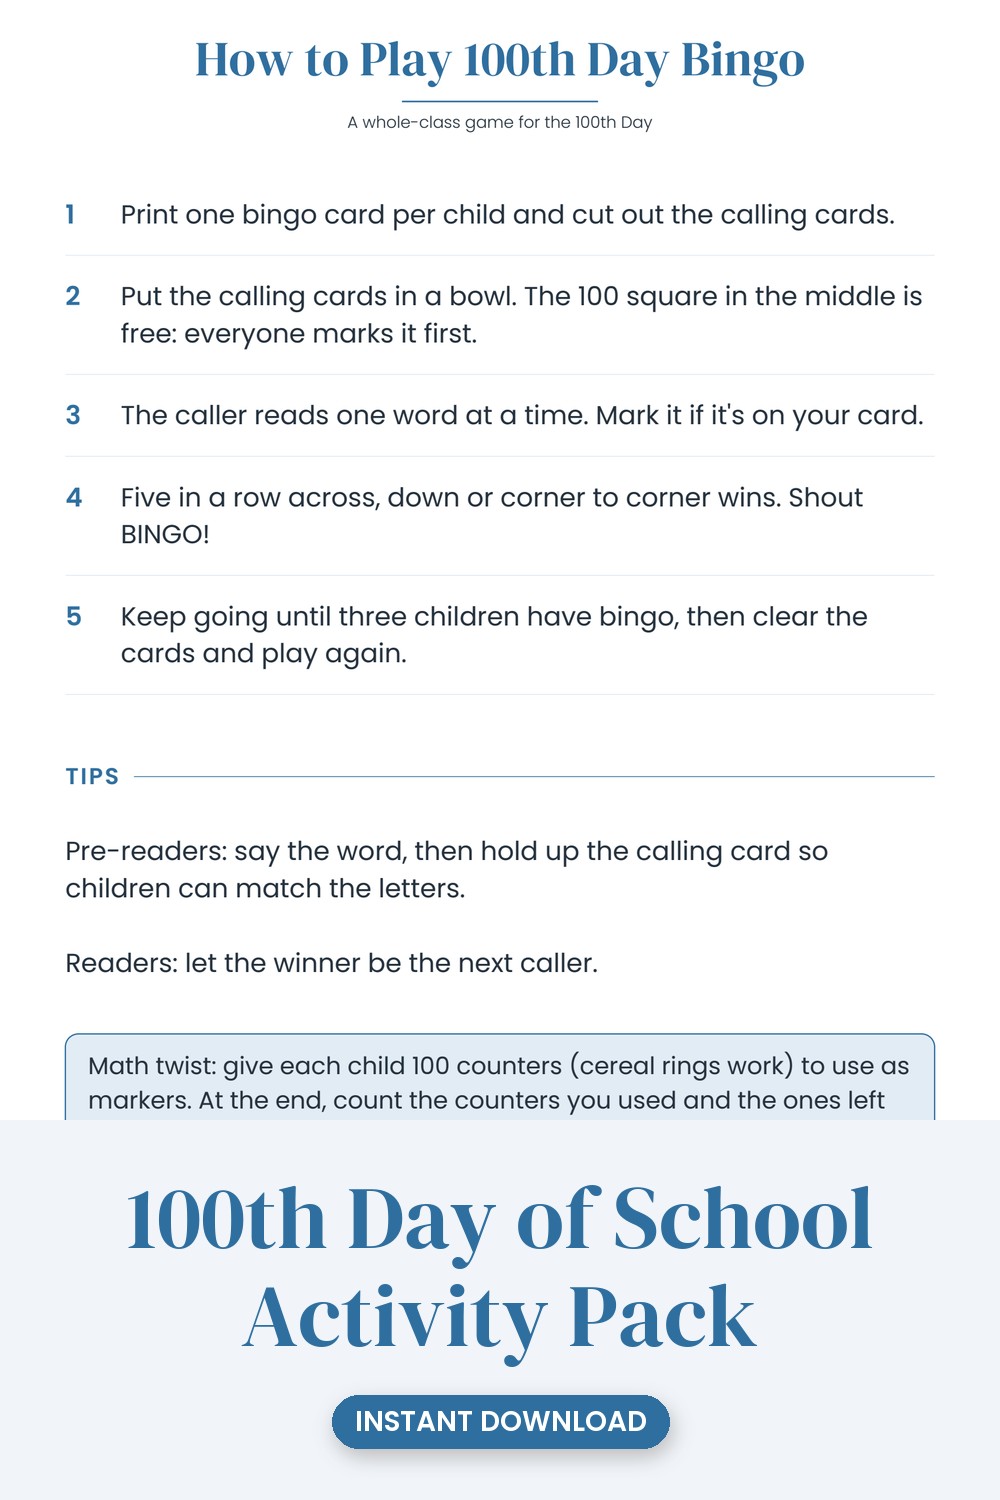 How to Play 100th Day Bingo
A whole-class game for the 100th Day
1 Print one bingo card per child and cut out the calling cards.
2 Put the calling cards in a bowl. The 100 square in the middle is
free: everyone marks it first.
3 The caller reads one word at a time. Mark it if it's on your card.
4 Five in a row across, down or corner to corner wins. Shout
BINGO!
5 Keep going until three children have bingo, then clear the
cards and play again.
TIPS
Pre-readers: say the word, then hold up the calling card so
children can match the letters.
Readers: let the winner be the next caller.
Math twist: give each child 100 counters (cereal rings work) to use as
markers. At the end, count the counters you used and the ones left
100th Day of School
Activity Pack
INSTANT DOWNLOAD